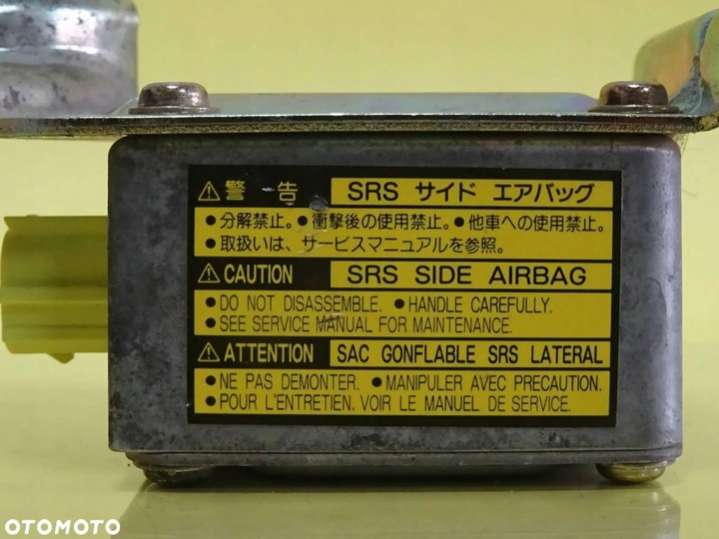 警告 SRS サイド エアバッグ
●分解禁止。●衝撃後の使用禁止。●他車への使用禁止。
●取扱いは、サービスマニュアルを参照。
CAUTION SRS SIDE AIRBAG
●DO NOT DISASSEMBLE. ●HANDLE CAREFULLY.
●SEE SERVICE MANUAL FOR MAINTENANCE.
ATTENTION SAC GONFLABLE SRS LATERAL
●NE PAS DEMONTER. ●MANIPULER AVEC PRECAUTION.
●POUR L'ENTRETIEN. VOIR LE MANUEL DE SERVICE.
OTOMOTO